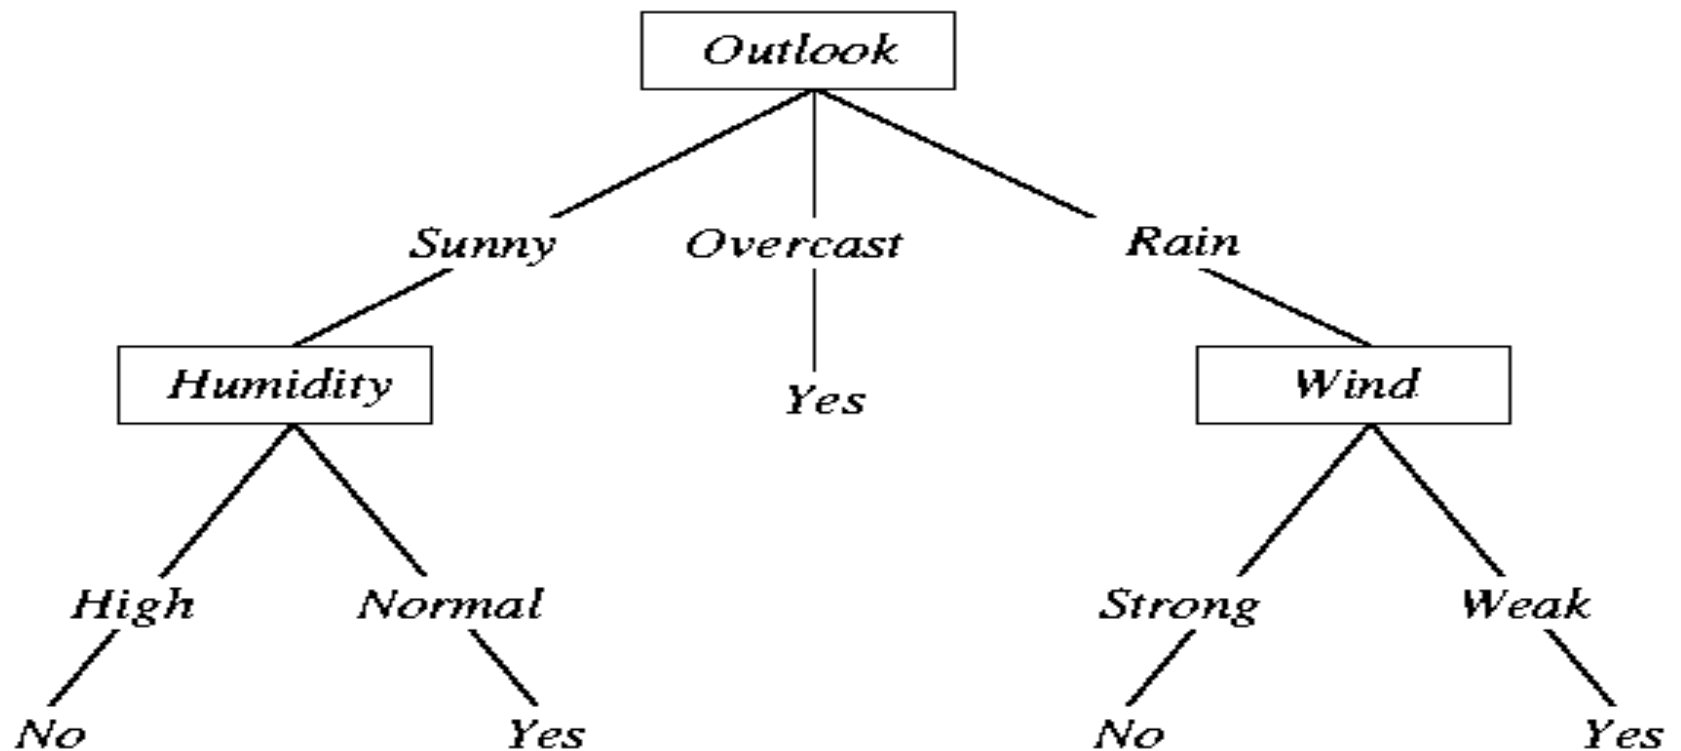 Outlook
Sunny Overcast Rain
Humidity Yes Wind
High Normal Strong Weak
No Yes No Yes